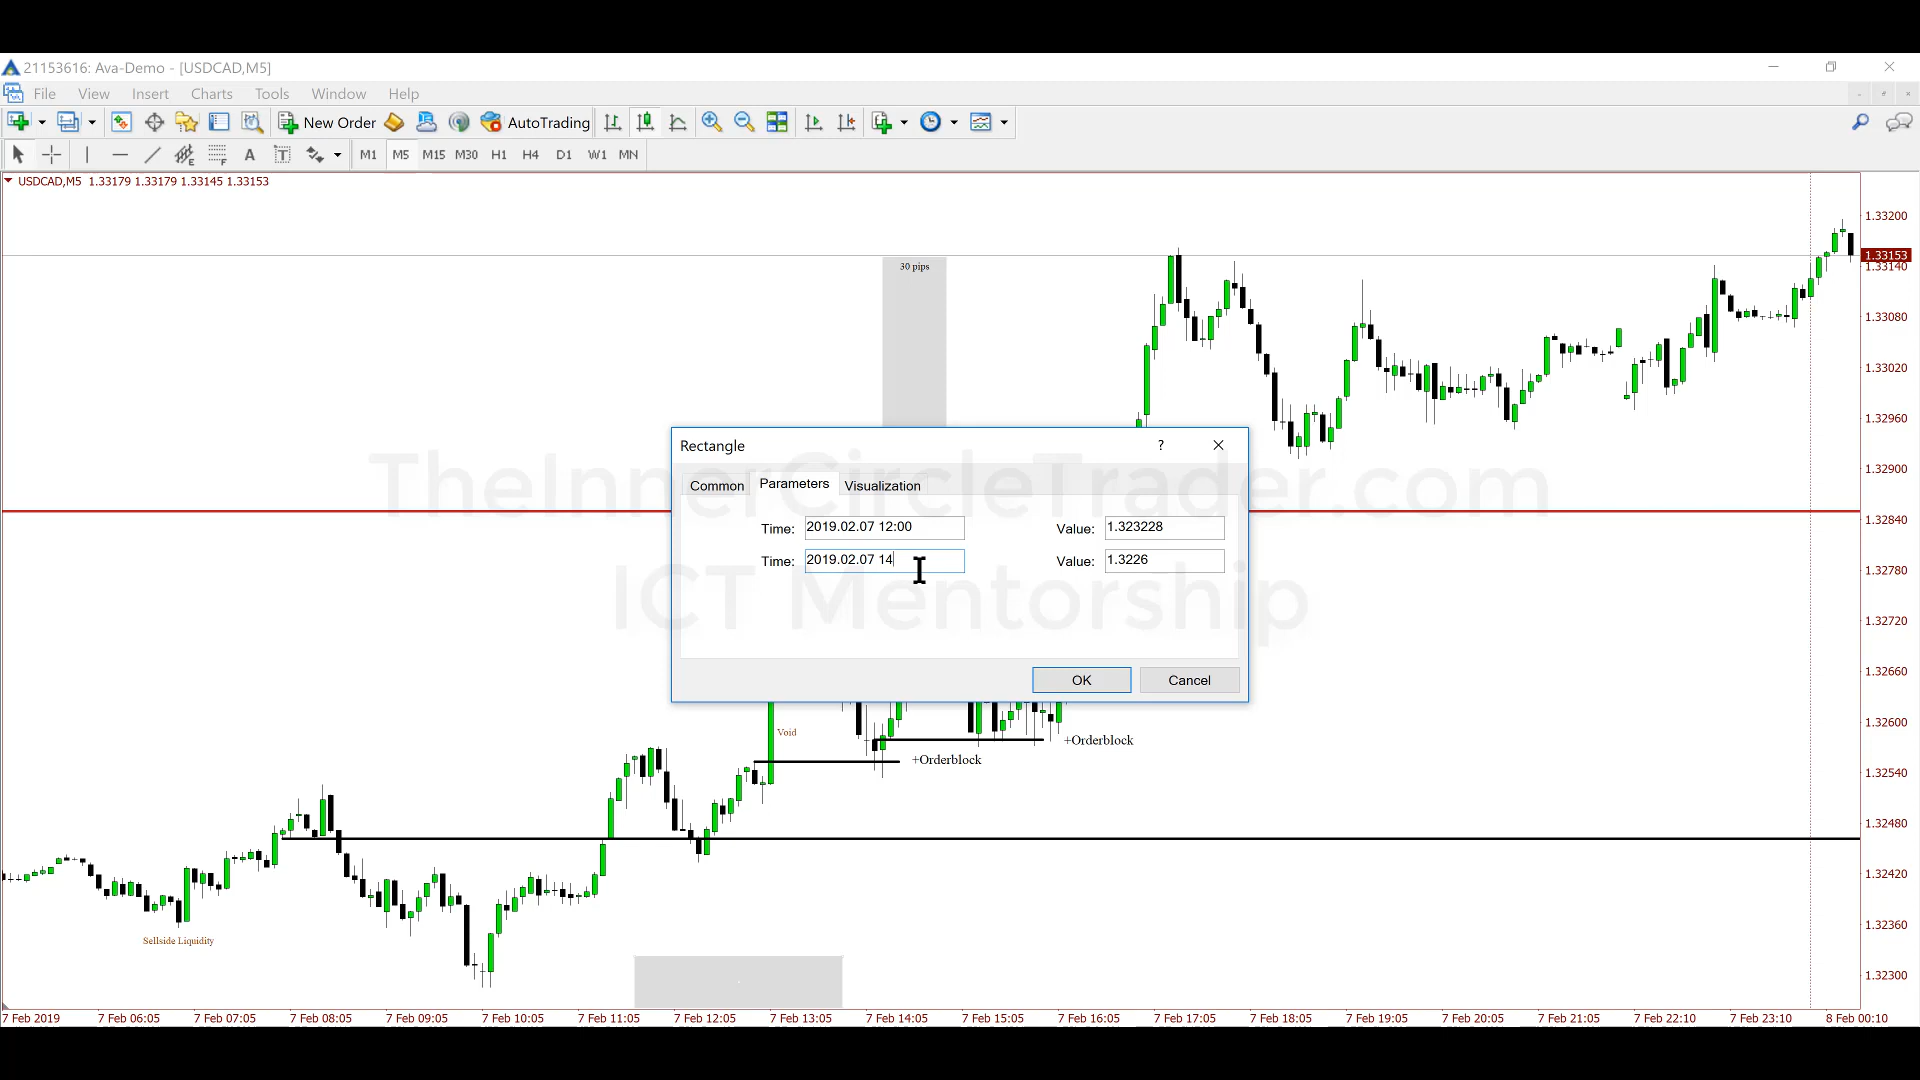 21153616: Ava-Demo - [USDCAD,M5]
File View Insert Charts Tools Window Help
New Order AutoTrading
A T M1 M5 M15 M30 H1 H4 D1 W1 MN
USDCAD,M5 1.33179 1.33179 1.33145 1.33153
1.33200
1.33153
1.33140
30 pips
1.33080
1.33020
1.32960
Rectangle ?
TheInnerCircleTrader.com
1.32900
Common Parameters Visualization
1.32840
Time: 2019.02.07 12:00 Value: 1.323228
Time: 2019.02.07 14 Value: 1.3226
1.32780
ICT Mentorship
1.32720
1.32660
OK Cancel
1.32600
Void
+Orderblock
+Orderblock
1.32540
1.32480
1.32420
1.32360
Sellside Liquidity
1.32300
7 Feb 2019 7 Feb 06:05 7 Feb 07:05 7 Feb 08:05 7 Feb 09:05 7 Feb 10:05 7 Feb 11:05 7 Feb 12:05 7 Feb 13:05 7 Feb 14:05 7 Feb 15:05 7 Feb 16:05 7 Feb 17:05 7 Feb 18:05 7 Feb 19:05 7 Feb 20:05 7 Feb 21:05 7 Feb 22:10 7 Feb 23:10 8 Feb 00:10